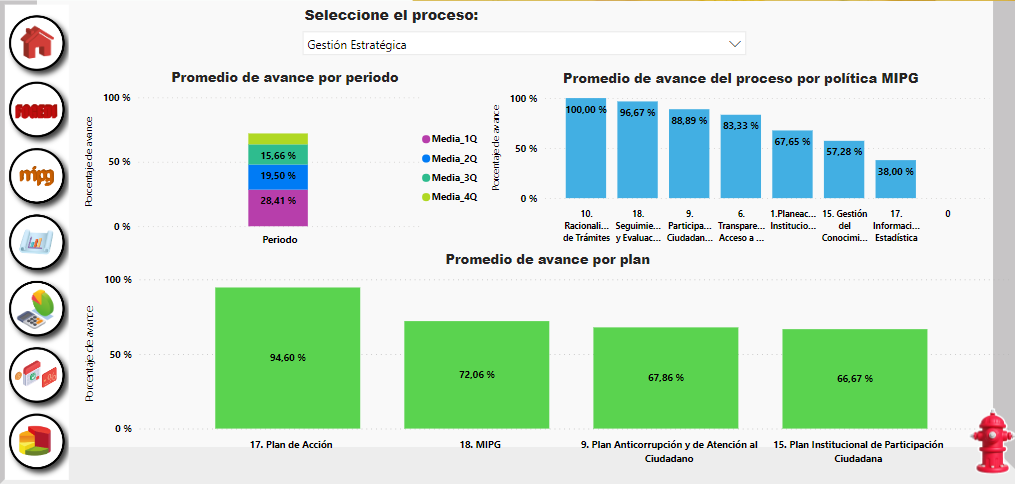 Seleccione el proceso:
Gestión Estratégica
FOGEDI
mipg
Promedio de avance por periodo
Porcentaje de avance
100 %
50 %
0 %
15,66 %
19,50 %
28,41 %
Periodo
Media_1Q
Media_2Q
Media_3Q
Media_4Q
Promedio de avance del proceso por política MIPG
Porcentaje de avance
100 %
50 %
0 %
100,00 %
96,67 %
88,89 %
83,33 %
67,65 %
57,28 %
38,00 %
10.
Racionali...
de Trámites
18.
Seguimie...
y Evaluac...
9.
Participa...
Ciudadan...
6.
Transpare...
Acceso a ...
1.Planeac...
Institucio...
15. Gestión
del
Conocimi...
17.
Informaci...
Estadística
0
Promedio de avance por plan
Porcentaje de avance
100 %
50 %
0 %
94,60 %
72,06 %
67,86 %
66,67 %
17. Plan de Acción
18. MIPG
9. Plan Anticorrupción y de Atención al
Ciudadano
15. Plan Institucional de Participación
Ciudadana